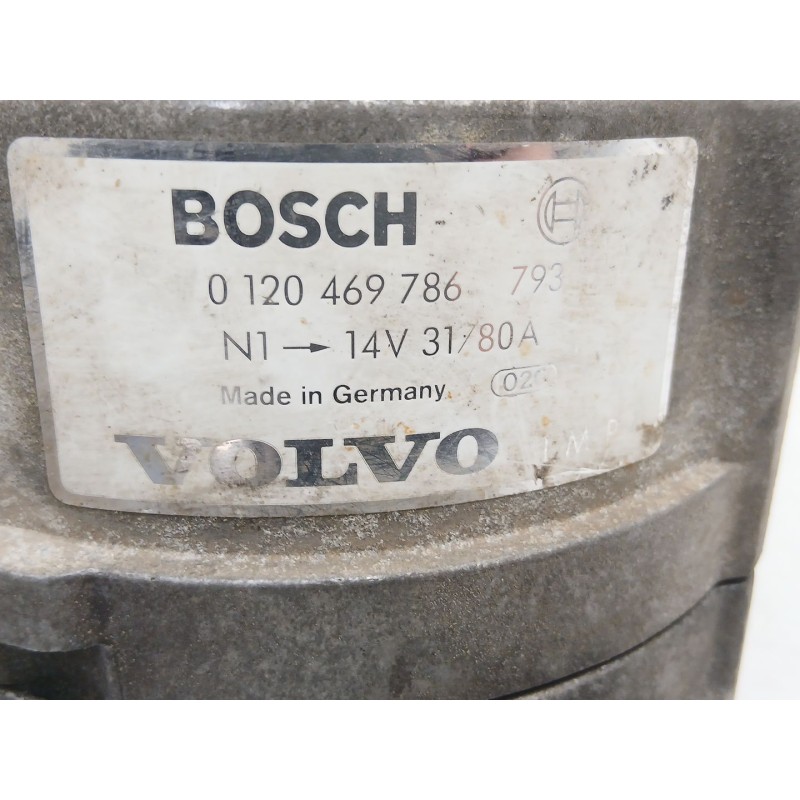 BOSCH
0 120 469 786 793
N1 → 14V 31/80A
Made in Germany
VOLVO